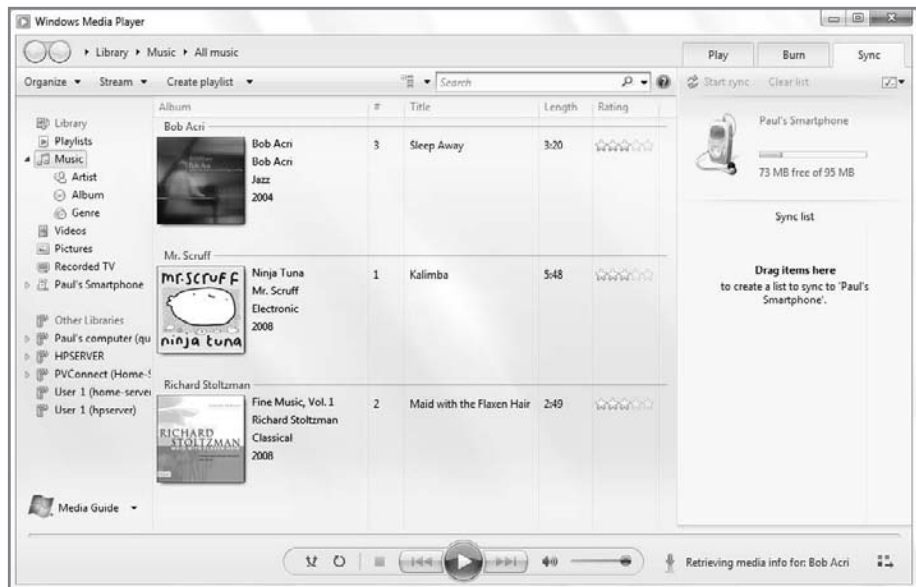 Windows Media Player
Library Music All music
Play Burn Sync
Organize Stream Create playlist
Search
Start sync Clear list
Album # Title Length Rating
Library
Playlists
Music
Artist
Album
Genre
Videos
Pictures
Recorded TV
Paul's Smartphone
Other Libraries
Paul's computer (qu
HPSERVER
PVConnect (Home-S
User 1 (home-server
User 1 (hpserver)
Media Guide
Bob Acri
Bob Acri 3 Sleep Away 3:20
Bob Acri
Jazz
2004
Mr. Scruff
mr.scruff
ninja tuna
Ninja Tuna 1 Kalimba 5:48
Mr. Scruff
Electronic
2008
Richard Stoltzman
RICHARD
STOLTZMAN
Fine Music, Vol. 1 2 Maid with the Flaxen Hair 2:49
Richard Stoltzman
Classical
2008
Paul's Smartphone
73 MB free of 95 MB
Sync list
Drag items here
to create a list to sync to 'Paul's
Smartphone'.
Retrieving media info for: Bob Acri